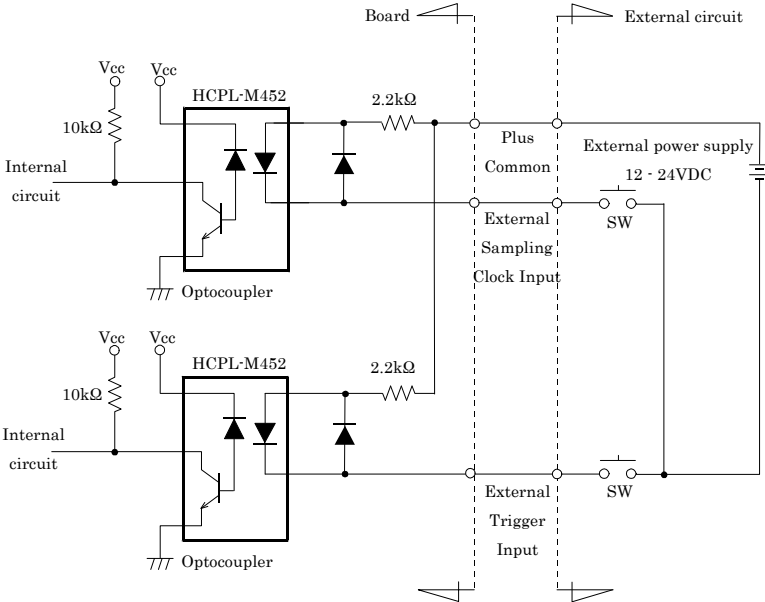 Board
External circuit
Vcc
Vcc
HCPL-M452
2.2kΩ
10kΩ
Plus
Common
External power supply
12 - 24VDC
Internal
circuit
External
Sampling
Clock Input
SW
Optocoupler
Vcc
Vcc
HCPL-M452
2.2kΩ
10kΩ
Internal
circuit
External
Trigger
Input
SW
Optocoupler